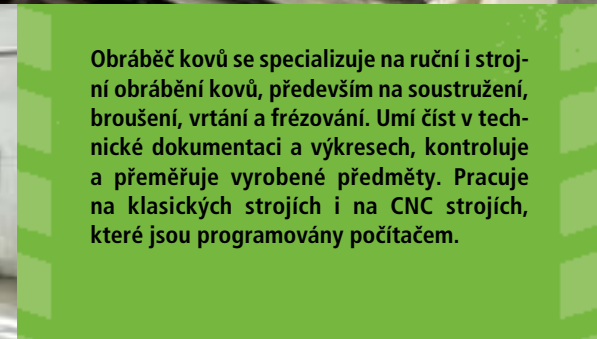 Obráběč kovů se specializuje na ruční i stroj-
ní obrábění kovů, především na soustružení,
broušení, vrtání a frézování. Umí číst v tech-
nické dokumentaci a výkresech, kontroluje
a přeměřuje vyrobené předměty. Pracuje
na klasických strojích i na CNC strojích,
které jsou programovány počítačem.